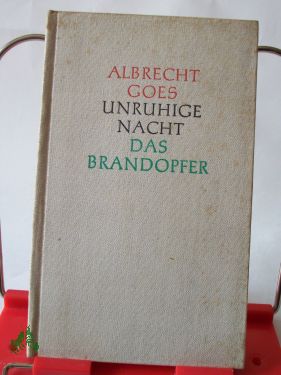 ALBRECHT
GOES
UNRUHIGE
NACHT
DAS
BRANDOPFER